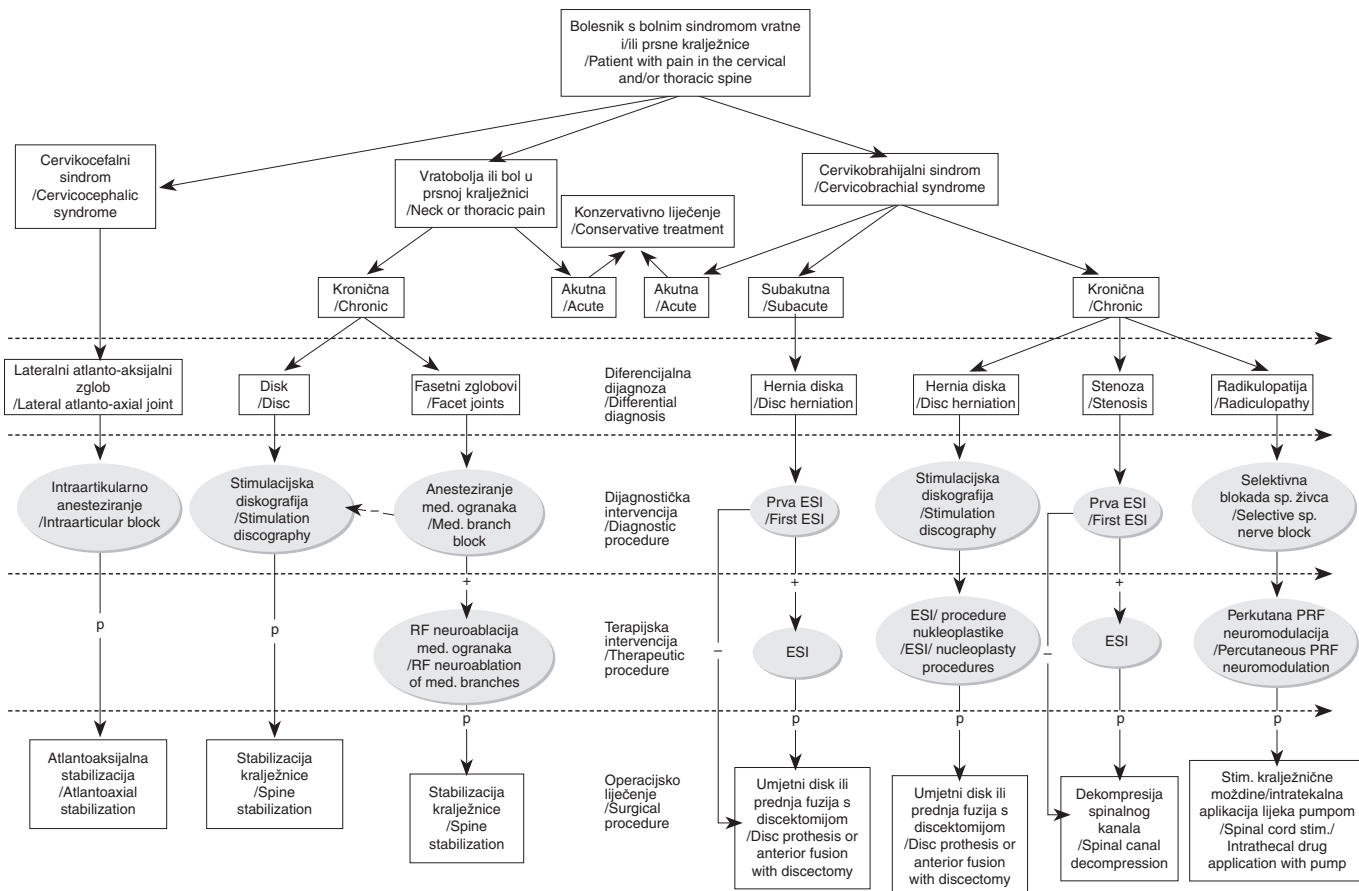 Bolesnik s bolnim sindromom vratne
i/ili prsne kralježnice
/Patient with pain in the cervical
and/or thoracic spine
Cervikocefalni
sindrom
/Cervicocephalic
syndrome
Vratobolja ili bol u
prsnoj kralježnici
/Neck or thoracic pain
Konzervativno liječenje
/Conservative treatment
Cervikobrahijalni sindrom
/Cervicobrachial syndrome
Kronična
/Chronic
Akutna
/Acute
Akutna
/Acute
Subakutna
/Subacute
Kronična
/Chronic
Lateralni atlanto-aksijalni
zglob
/Lateral atlanto-axial joint
Disk
/Disc
Fasetni zglobovi
/Facet joints
Diferencijalna
dijagnoza
/Differential
diagnosis
Hernia diska
/Disc herniation
Hernia diska
/Disc herniation
Stenoza
/Stenosis
Radikulopatija
/Radiculopathy
Intraartikularno
anesteziranje
/Intraarticular block
Stimulacijska
diskografija
/Stimulation
discography
Anesteziranje
med. ogranaka
/Med. branch
block
Dijagnostička
intervencija
/Diagnostic
procedure
Prva ESI
/First ESI
Stimulacijska
diskografija
/Stimulation
discography
Prva ESI
/First ESI
Selektivna
blokada sp. živca
/Selective sp.
nerve block
+
+
+
p
p
RF neuroablacija
med. ogranaka
/RF neuroablation
of med. branches
Terapijska
intervencija
/Therapeutic
procedure
–
ESI
ESI/ procedure
nukleoplastike
/ESI/ nucleoplasty
procedures
–
ESI
Perkutana PRF
neuromodulacija
/Percutaneous PRF
neuromodulation
p
p
p
p
p
Atlantoaksijalna
stabilizacija
/Atlantoaxial
stabilization
Stabilizacija
kralježnice
/Spine
stabilization
Stabilizacija
kralježnice
/Spine
stabilization
Operacijsko
liječenje
/Surgical
procedure
Umjetni disk ili
prednja fuzija s
discektomijom
/Disc prothesis or
anterior fusion
with discectomy
Umjetni disk ili
prednja fuzija s
discektomijom
/Disc prothesis or
anterior fusion
with discectomy
Dekompresija
spinalnog
kanala
/Spinal canal
decompression
Stim. kralježnične
moždine/intratekalna
aplikacija lijeka pumpom
/Spinal cord stim./
Intrathecal drug
application with pump